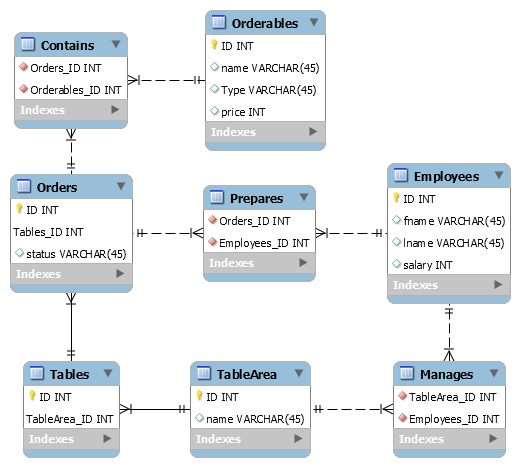 Contains
Orders_ID INT
Orderables_ID INT
Indexes
Orderables
ID INT
name VARCHAR(45)
Type VARCHAR(45)
price INT
Indexes
Orders
ID INT
Tables_ID INT
status VARCHAR(45)
Indexes
Prepares
Orders_ID INT
Employees_ID INT
Indexes
Employees
ID INT
fname VARCHAR(45)
lname VARCHAR(45)
salary INT
Indexes
Tables
ID INT
TableArea_ID INT
Indexes
TableArea
ID INT
name VARCHAR(45)
Indexes
Manages
TableArea_ID INT
Employees_ID INT
Indexes